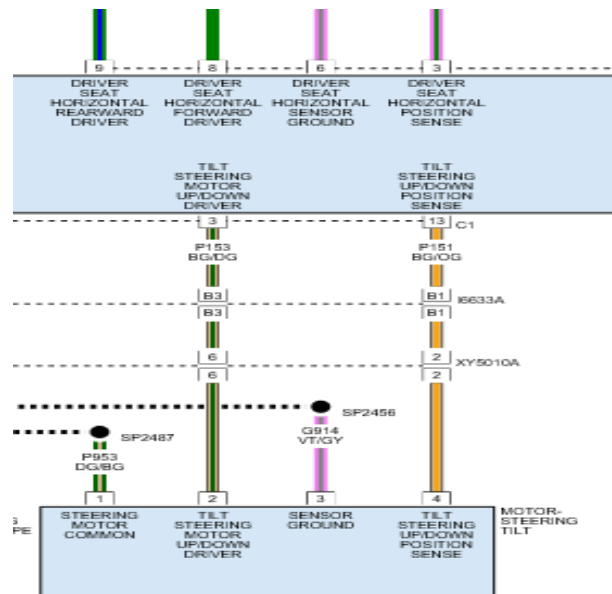 9 8 6 3
DRIVER SEAT HORIZONTAL REARWARD DRIVER
DRIVER SEAT HORIZONTAL FORWARD DRIVER
DRIVER SEAT HORIZONTAL SENSOR GROUND
DRIVER SEAT HORIZONTAL POSITION SENSE
TILT STEERING MOTOR UP/DOWN DRIVER
TILT STEERING UP/DOWN POSITION SENSE
3 13 C1
P153 P151
BG/DG BG/OG
B3 B1 I6633A
B3 B1
6 2 XY5010A
6 2
SP2456
SP2487 G914
VT/GY
P953
DG/BG
1 2 3 4
STEERING MOTOR COMMON
TILT STEERING MOTOR UP/DOWN DRIVER
SENSOR GROUND
TILT STEERING UP/DOWN POSITION SENSE
MOTOR-
STEERING
TILT
PE